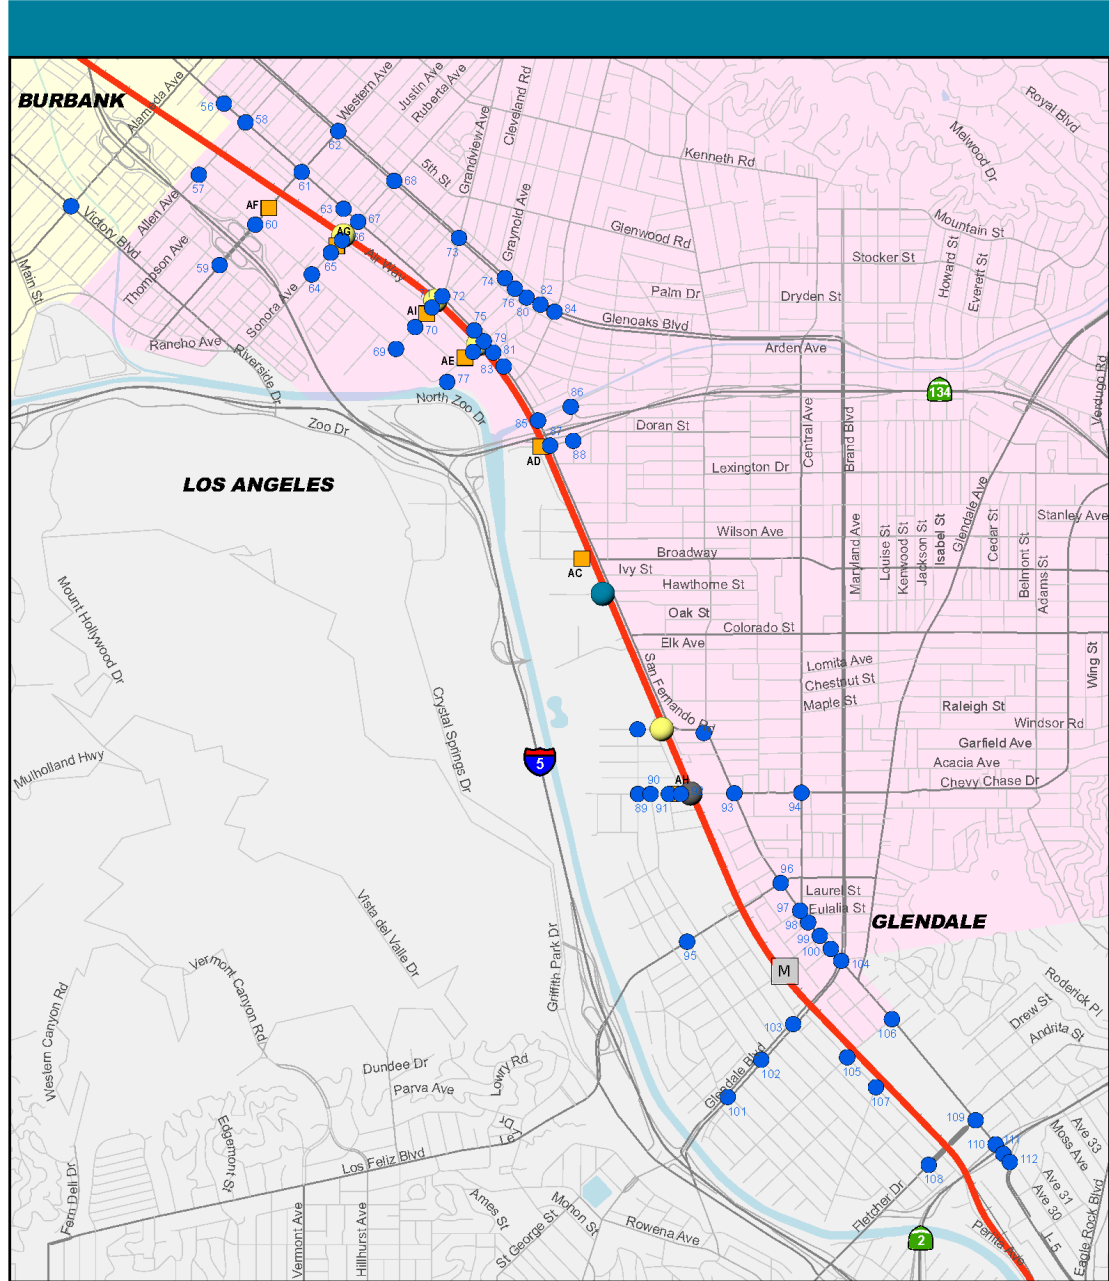 BURBANK
Alameda Ave
56
58
Western Ave
62
Justin Ave
Ruberta Ave
Grandview Ave
Cleveland Rd
Royal Blvd
Melwood Dr
Kenneth Rd
5th St
57
61
68
Allen Ave
Victory Blvd
Thompson Ave
Main St
AF
60
59
63
67
AG
66
65
64
Air Way
Sonora Ave
73
Graynold Ave
Glenwood Rd
Mountain St
Howard St
Everett St
Stocker St
74
76
80
82
84
Palm Dr
Dryden St
Glenoaks Blvd
Arden Ave
72
AI
70
69
75
79
81
AE
83
77
Rancho Ave
Riverside Dr
Zoo Dr
North Zoo Dr
86
85
87
88
AD
134
Verdugo Rd
Doran St
Central Ave
Brand Blvd
Lexington Dr
LOS ANGELES
Glendale Ave
Stanley Ave
Wilson Ave
Broadway
Ivy St
Hawthorne St
Oak St
Colorado St
Elk Ave
Maryland Ave
Louise St
Kenwood St
Jackson St
Isabel St
Cedar St
Belmont St
Adams St
Wing St
AC
Mount Hollywood Dr
San Fernando Rd
Lomita Ave
Chestnut St
Maple St
Raleigh St
Windsor Rd
Garfield Ave
Acacia Ave
Chevy Chase Dr
Crystal Springs Dr
Mulholland Hwy
5
90
AH
89
91
93
94
96
Laurel St
Eulalia St
97
98
99
100
104
GLENDALE
95
M
Vista del Valle Dr
Griffith Park Dr
Vermont Canyon Rd
Western Canyon Rd
103
106
105
102
107
101
Glendale Blvd
Roderick Pl
Drew St
Andrita St
Dundee Dr
Parva Ave
Lowry Rd
109
110
111
112
108
Ave 33
Moss Ave
Ave 31
Ave 30
Eagle Rock Blvd
Edgemont St
Fern Dell Dr
Los Feliz Blvd
Vermont Ave
Hillhurst Ave
Ames St
St George St
Monon St
Rowena Ave
Fletcher Dr
2
Perlita Ave
I-5